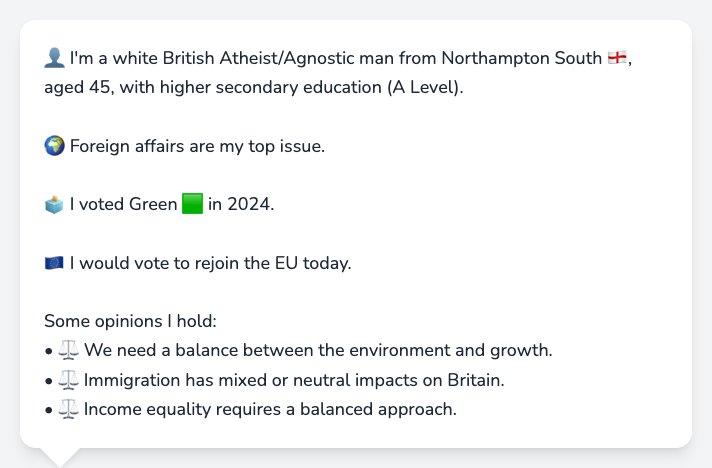 👤 I'm a white British Atheist/Agnostic man from Northampton South 🏴󠁧󠁢󠁥󠁮󠁧󠁿,
aged 45, with higher secondary education (A Level).
🌍 Foreign affairs are my top issue.
🗳️ I voted Green 🟩 in 2024.
🇪🇺 I would vote to rejoin the EU today.
Some opinions I hold:
• ⚖️ We need a balance between the environment and growth.
• ⚖️ Immigration has mixed or neutral impacts on Britain.
• ⚖️ Income equality requires a balanced approach.